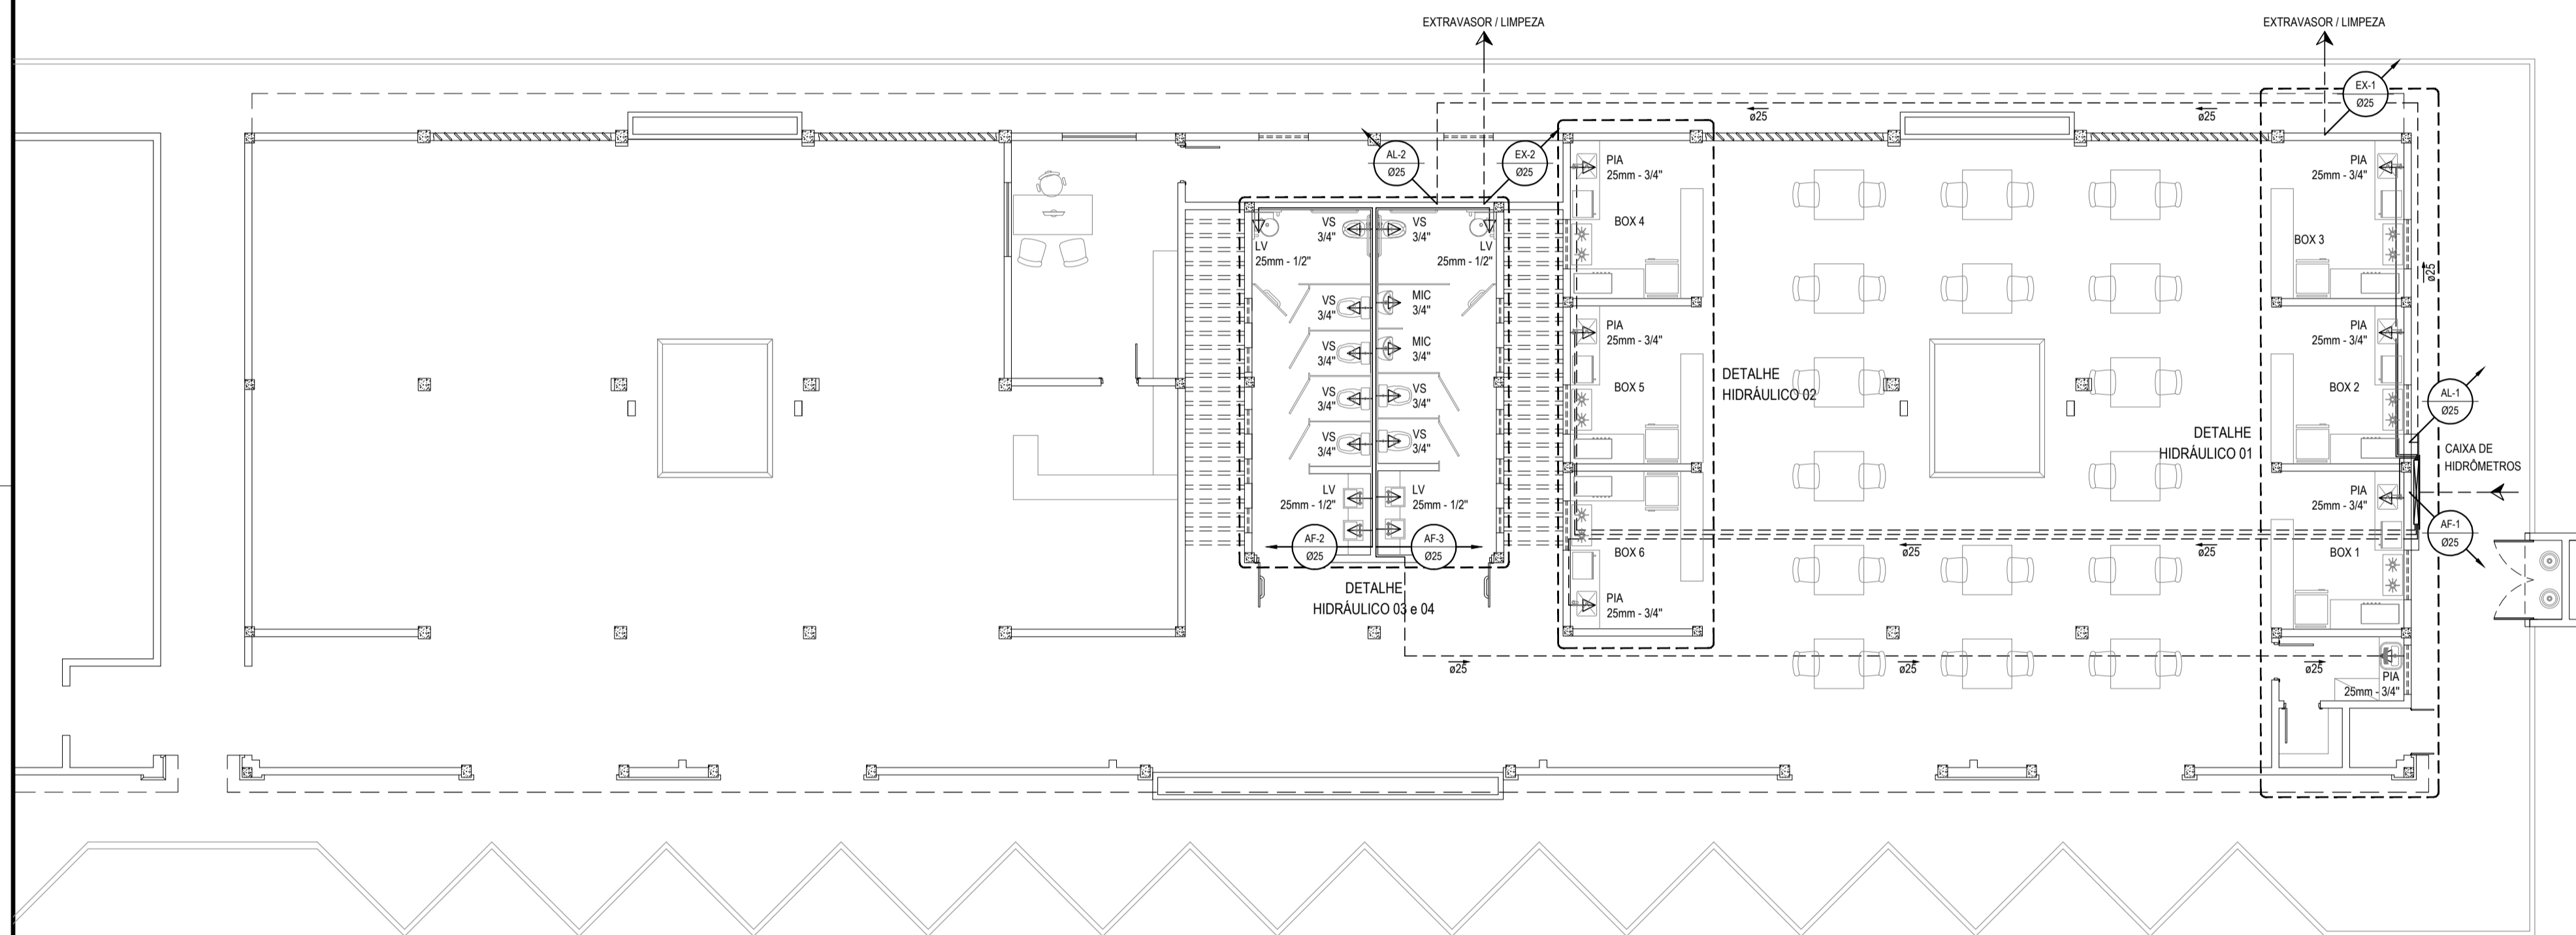 EXTRAVASOR / LIMPEZA
EXTRAVASOR / LIMPEZA
EX-1
Ø25
ø25
ø25
AL-2
Ø25
EX-2
Ø25
PIA
25mm - 3/4"
PIA
25mm - 3/4"
BOX 4
BOX 3
VS
3/4"
VS
3/4"
LV
25mm - 1/2"
LV
25mm - 1/2"
ø25
VS
3/4"
MIC
3/4"
VS
3/4"
MIC
3/4"
PIA
25mm - 3/4"
PIA
25mm - 3/4"
BOX 5
BOX 2
DETALHE
HIDRÁULICO 02
VS
3/4"
VS
3/4"
AL-1
Ø25
VS
3/4"
VS
3/4"
DETALHE
HIDRÁULICO 01
CAIXA DE
HIDRÔMETROS
LV
25mm - 1/2"
LV
25mm - 1/2"
PIA
25mm - 3/4"
AF-2
Ø25
AF-3
Ø25
BOX 6
ø25
ø25
BOX 1
AF-1
Ø25
DETALHE
HIDRÁULICO 03 e 04
PIA
25mm - 3/4"
ø25
ø25
ø25
PIA
25mm - 3/4"